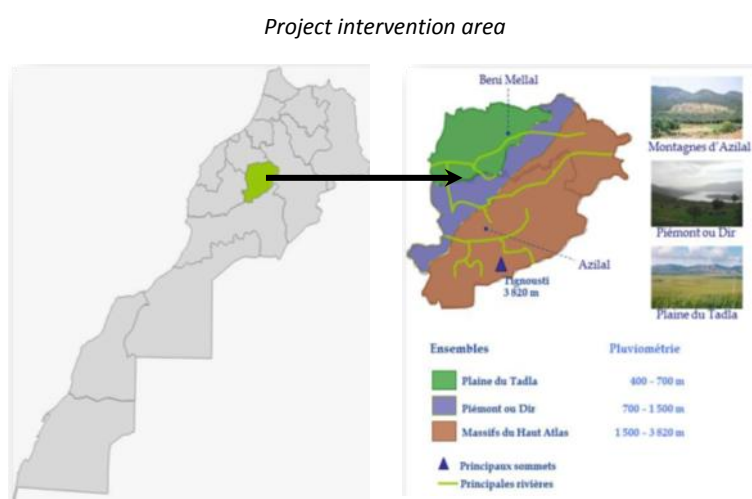 Project intervention area
Beni Mellal
Montagnes d'Azilal
Piémont ou Dir
Azilal
Tignousti
3 820 m
Plaine du Tadla
Ensembles Pluviométrie
Plaine du Tadla 400 - 700 m
Piémont ou Dir 700 - 1 500 m
Massifs du Haut Atlas 1 500 - 3 820 m
Principaux sommets
Principales rivières